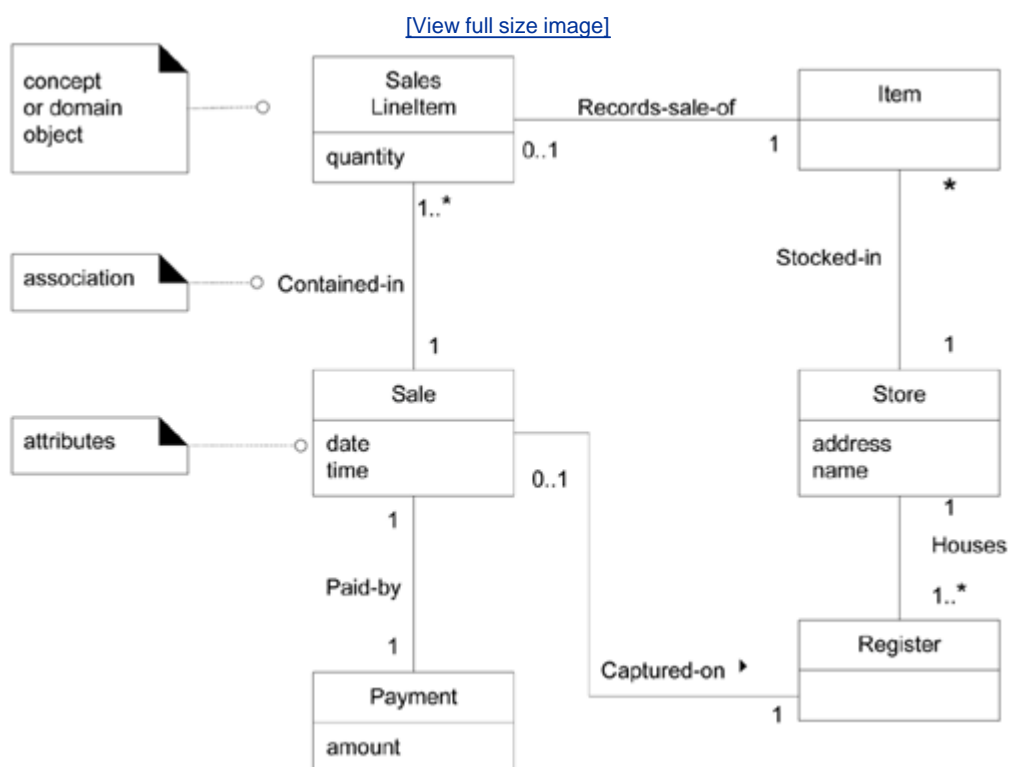 [View full size image]
concept
or domain
object
Sales
LineItem
quantity
Records-sale-of
0..1
1
Item
1..*
*
association
Contained-in
Stocked-in
1
1
attributes
Sale
date
time
0..1
Store
address
name
1
1
Houses
Paid-by
1..*
1
Captured-on
Register
1
Payment
amount